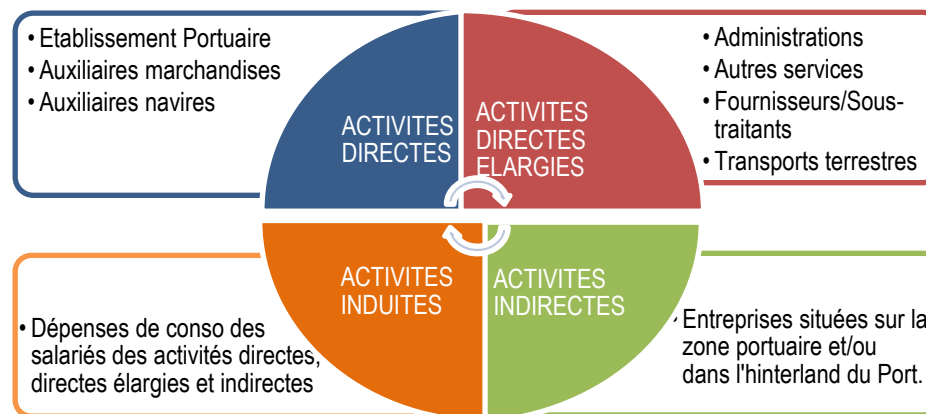 • Etablissement Portuaire
• Auxiliaires marchandises
• Auxiliaires navires
ACTIVITES
DIRECTES
ACTIVITES
DIRECTES
ELARGIES
• Administrations
• Autres services
• Fournisseurs/Sous-
traitants
• Transports terrestres
• Dépenses de conso des
salariés des activités directes,
directes élargies et indirectes
ACTIVITES
INDUITES
ACTIVITES
INDIRECTES
• Entreprises situées sur la
zone portuaire et/ou
dans l'hinterland du Port.